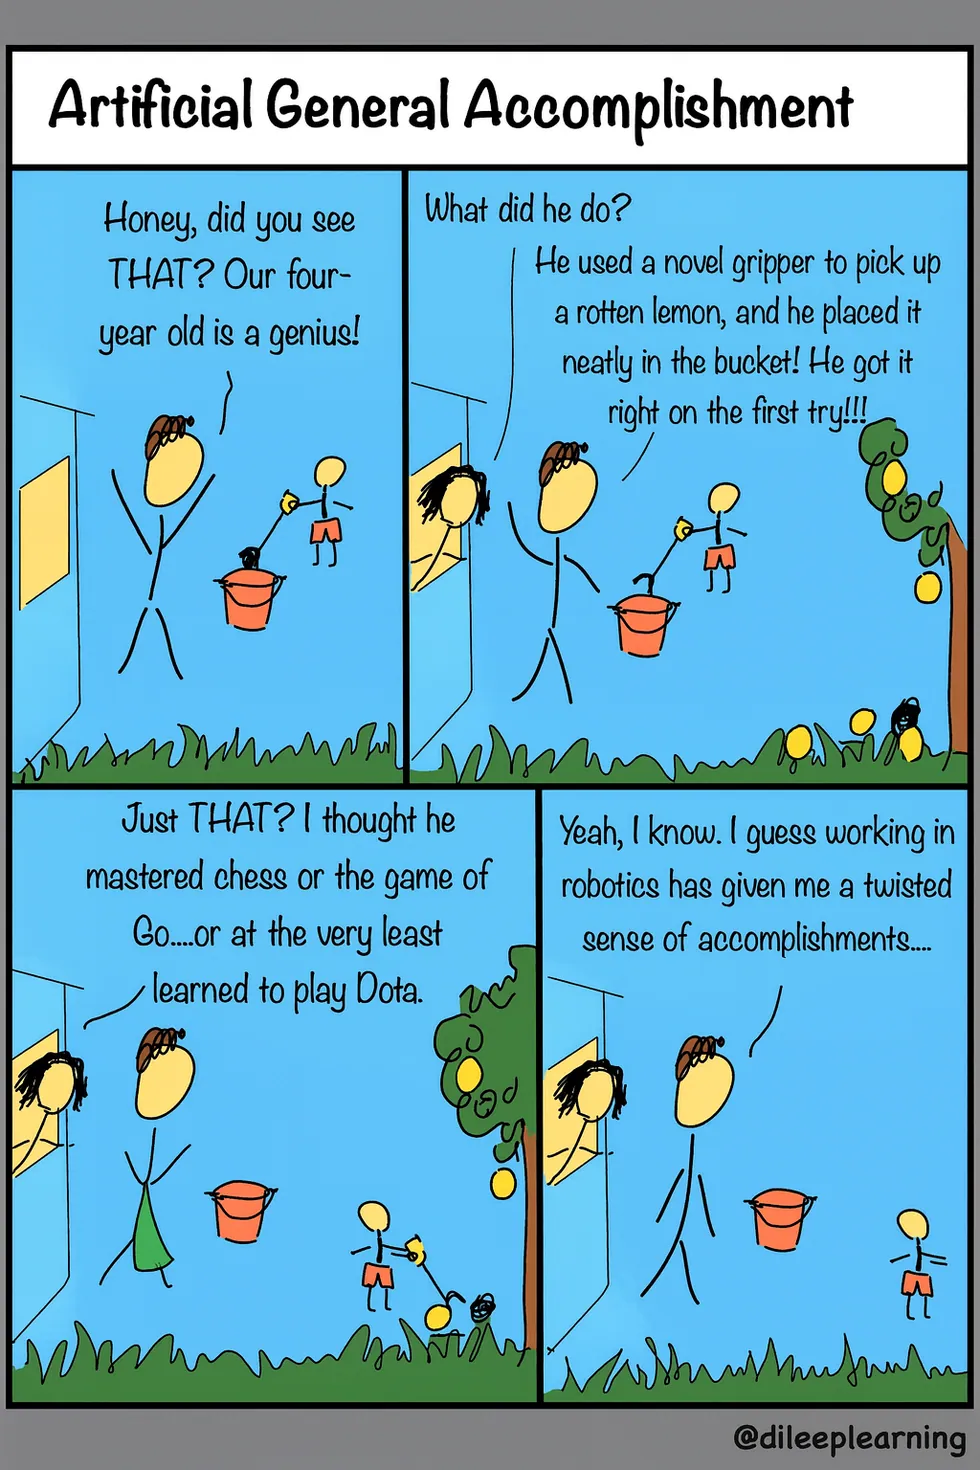 Artificial General Accomplishment
Honey, did you see
THAT? Our four-
year old is a genius!
What did he do?
He used a novel gripper to pick up
a rotten lemon, and he placed it
neatly in the bucket! He got it
right on the first try!!!
Just THAT? I thought he
mastered chess or the game of
Go....or at the very least
learned to play Dota.
Yeah, I know. I guess working in
robotics has given me a twisted
sense of accomplishments....
@dileeplearning